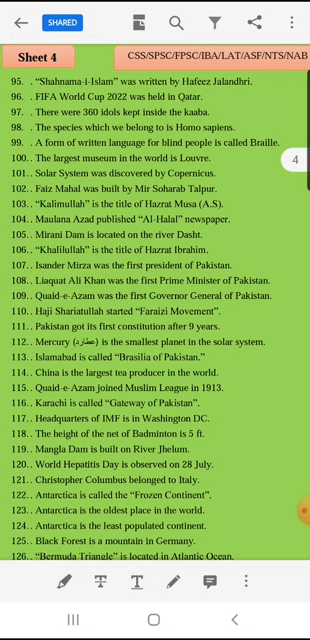 SHARED
Sheet 4
CSS/SPSC/FPSC/IBA/LAT/ASF/NTS/NAB
95. . “Shahnama-i-Islam” was written by Hafeez Jalandhri.
96. . FIFA World Cup 2022 was held in Qatar.
97. . There were 360 idols kept inside the kaaba.
98. . The species which we belong to is Homo sapiens.
99. . A form of written language for blind people is called Braille.
4
100. . The largest museum in the world is Louvre.
101. . Solar System was discovered by Copernicus.
102. . Faiz Mahal was built by Mir Soharab Talpur.
103. . “Kalimullah” is the title of Hazrat Musa (A.S).
104. . Maulana Azad published “Al-Halal” newspaper.
105. . Mirani Dam is located on the river Dasht.
106. . “Khalilullah” is the title of Hazrat Ibrahim.
107. . Isander Mirza was the first president of Pakistan.
108. . Liaquat Ali Khan was the first Prime Minister of Pakistan.
109. . Quaid-e-Azam was the first Governor General of Pakistan.
110. . Haji Shariatullah started “Faraizi Movement”.
111. . Pakistan got its first constitution after 9 years.
112. . Mercury (عطارد) is the smallest planet in the solar system.
113. . Islamabad is called “Brasilia of Pakistan.”
114. . China is the largest tea producer in the world.
115. . Quaid-e-Azam joined Muslim League in 1913.
116. . Karachi is called “Gateway of Pakistan”.
117. . Headquarters of IMF is in Washington DC.
118. . The height of the net of Badminton is 5 ft.
119. . Mangla Dam is built on River Jhelum.
120. . World Hepatitis Day is observed on 28 July.
121. . Christopher Columbus belonged to Italy.
122. . Antarctica is called the “Frozen Continent”.
123. . Antarctica is the oldest place in the world.
124. . Antarctica is the least populated continent.
125. . Black Forest is a mountain in Germany.
126. . “Bermuda Triangle” is located in Atlantic Ocean.